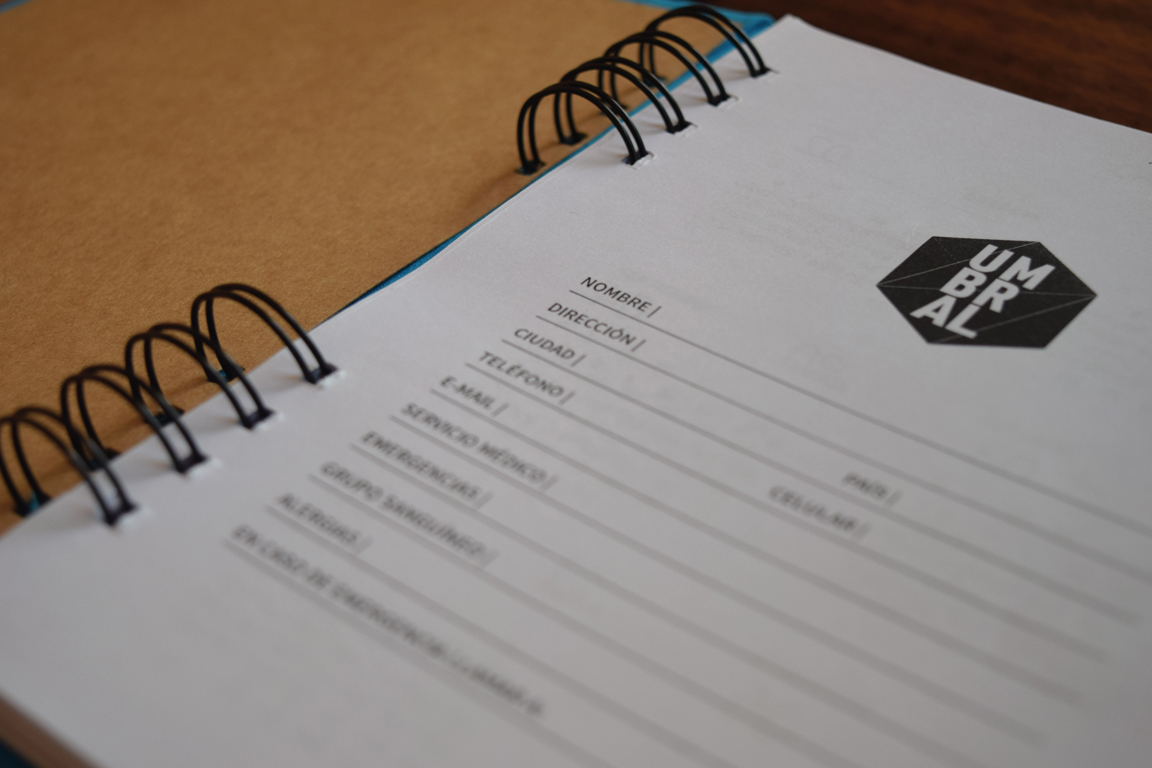 UM
BR
AL
NOMBRE|
DIRECCIÓN|
CIUDAD| PAÍS|
TELÉFONO| CELULAR|
E-MAIL|
SERVICIO MÉDICO|
EMERGENCIAS|
GRUPO SANGUÍNEO|
ALERGIAS|
EN CASO DE EMERGENCIA LLAMAR A